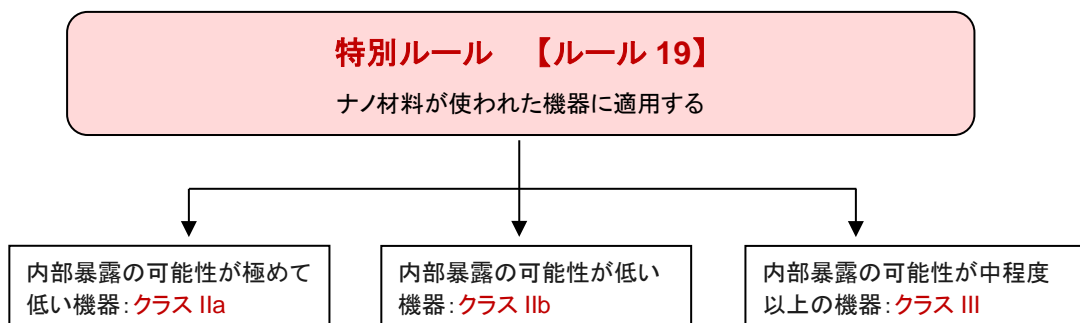 特別ルール　【ルール 19】
ナノ材料が使われた機器に適用する
内部暴露の可能性が極めて
低い機器：クラス IIa
内部暴露の可能性が低い
機器：クラス IIb
内部暴露の可能性が中程度
以上の機器：クラス III